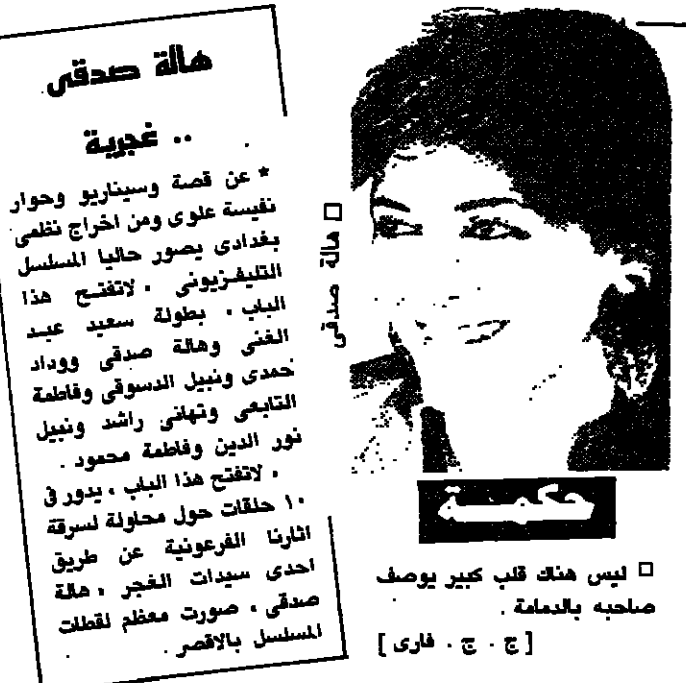 هالة صدقى
.. غجرية
* عن قصة وسيناريو وحوار
نفيسة علوى ومن اخراج نظمى
بغدادى يصور حاليا المسلسل
التليفزيونى ، لاتفتح هذا
الباب ، بطولة سعيد عبد
الغنى وهالة صدقى ووداد
حمدى ونبيل الدسوقى وفاطمة
التابعى وتهانى راشد ونبيل
نور الدين وفاطمة محمود .
، لاتفتح هذا الباب ، يدور فى
١٠ حلقات حول محاولة لسرقة
اثارنا الفرعونية عن طريق
احدى سيدات الغجر ، هالة
صدقى ، صورت معظم لقطات
المسلسل بالاقصر .
□ هالة صدقى
حكمة
□ ليس هناك قلب كبير يوصف
صاحبه بالدمامة .
[ ج . ج . فارى ]